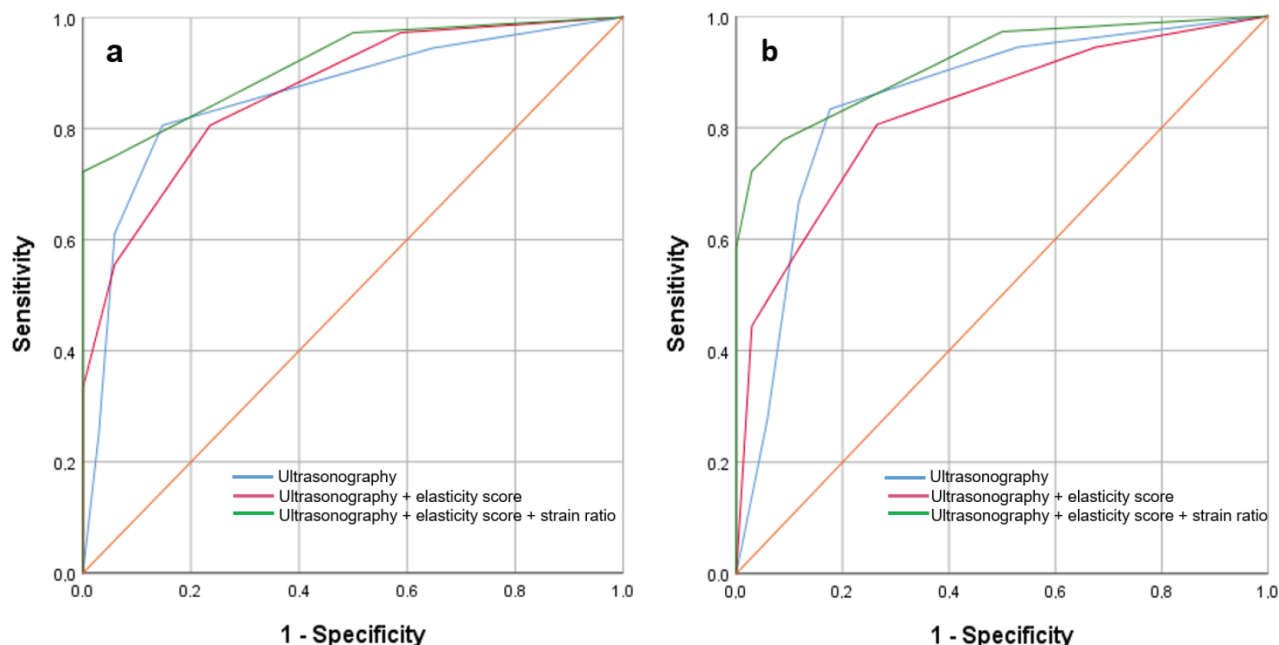 a
1.0
0.8
0.6
0.4
0.2
0.0
Sensitivity
Ultrasonography
Ultrasonography + elasticity score
Ultrasonography + elasticity score + strain ratio
0.0 0.2 0.4 0.6 0.8 1.0
1 - Specificity
b
1.0
0.8
0.6
0.4
0.2
0.0
Sensitivity
Ultrasonography
Ultrasonography + elasticity score
Ultrasonography + elasticity score + strain ratio
0.0 0.2 0.4 0.6 0.8 1.0
1 - Specificity